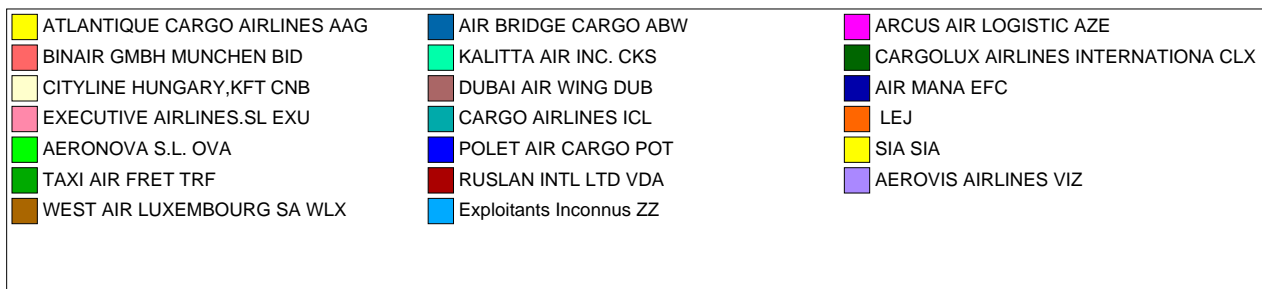 ATLANTIQUE CARGO AIRLINES AAG
AIR BRIDGE CARGO ABW
ARCUS AIR LOGISTIC AZE
BINAIR GMBH MUNCHEN BID
KALITTA AIR INC. CKS
CARGOLUX AIRLINES INTERNATIONA CLX
CITYLINE HUNGARY,KFT CNB
DUBAI AIR WING DUB
AIR MANA EFC
EXECUTIVE AIRLINES.SL EXU
CARGO AIRLINES ICL
LEJ
AERONOVA S.L. OVA
POLET AIR CARGO POT
SIA SIA
TAXI AIR FRET TRF
RUSLAN INTL LTD VDA
AEROVIS AIRLINES VIZ
WEST AIR LUXEMBOURG SA WLX
Exploitants Inconnus ZZ